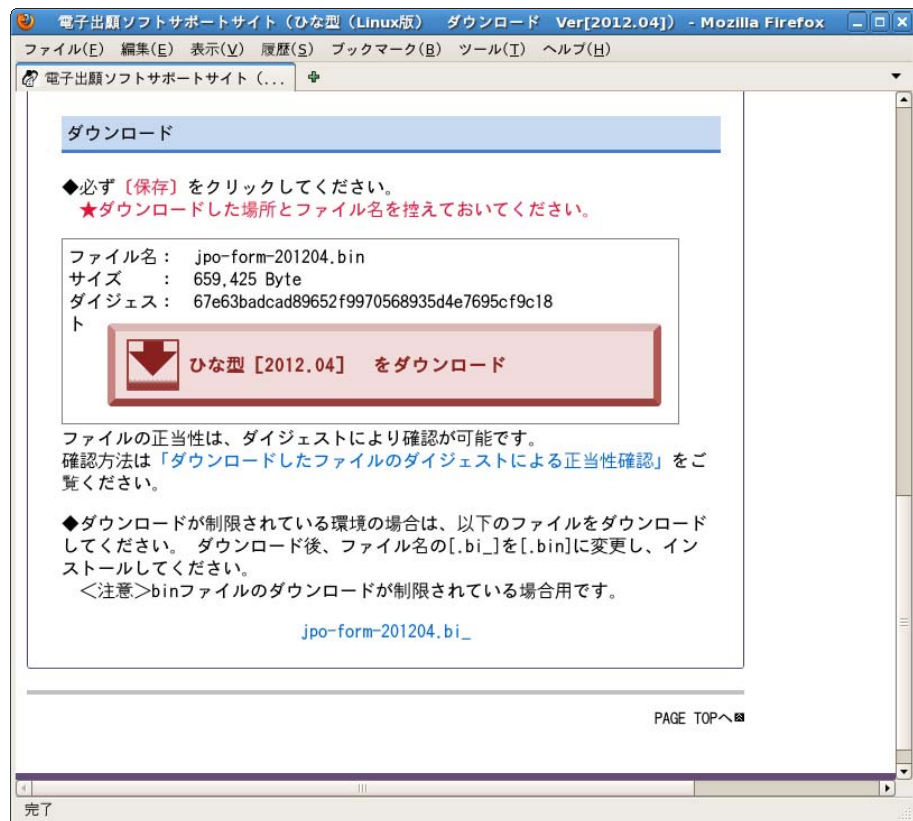 電子出願ソフトサポートサイト（ひな型（Linux版） ダウンロード Ver[2012.04]） - Mozilla Firefox
ファイル(F) 編集(E) 表示(V) 履歴(S) ブックマーク(B) ツール(T) ヘルプ(H)
電子出願ソフトサポートサイト（...
ダウンロード
◆必ず〔保存〕をクリックしてください。
★ダウンロードした場所とファイル名を控えておいてください。
ファイル名： jpo-form-201204.bin
サイズ ： 659,425 Byte
ダイジェス： 67e63badcad89652f9970568935d4e7695cf9c18
ト
ひな型［2012.04］ をダウンロード
ファイルの正当性は、ダイジェストにより確認が可能です。
確認方法は「ダウンロードしたファイルのダイジェストによる正当性確認」をご
覧ください。
◆ダウンロードが制限されている環境の場合は、以下のファイルをダウンロード
してください。 ダウンロード後、ファイル名の[.bi_]を[.bin]に変更し、イン
ストールしてください。
＜注意＞binファイルのダウンロードが制限されている場合用です。
jpo-form-201204.bi_
PAGE TOPへ
完了